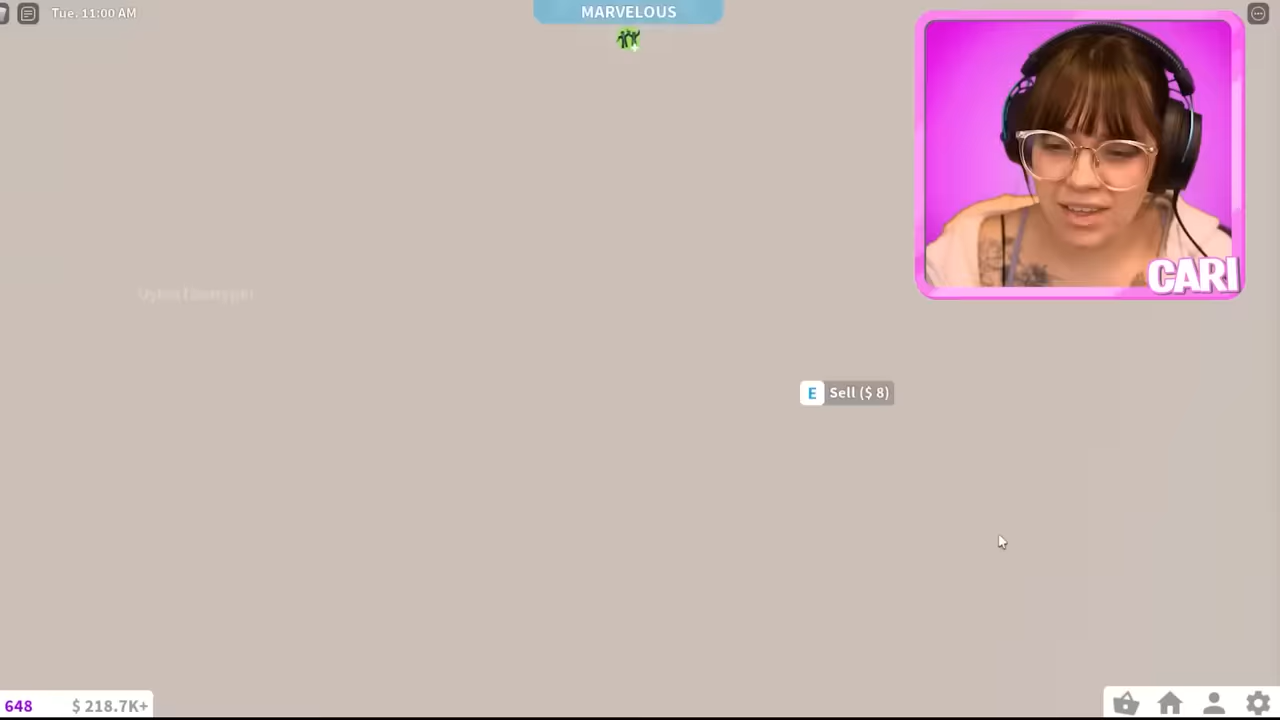 Tue. 11:00 AM
MARVELOUS
CARI
E Sell ($ 8)
648
$ 218.7K+